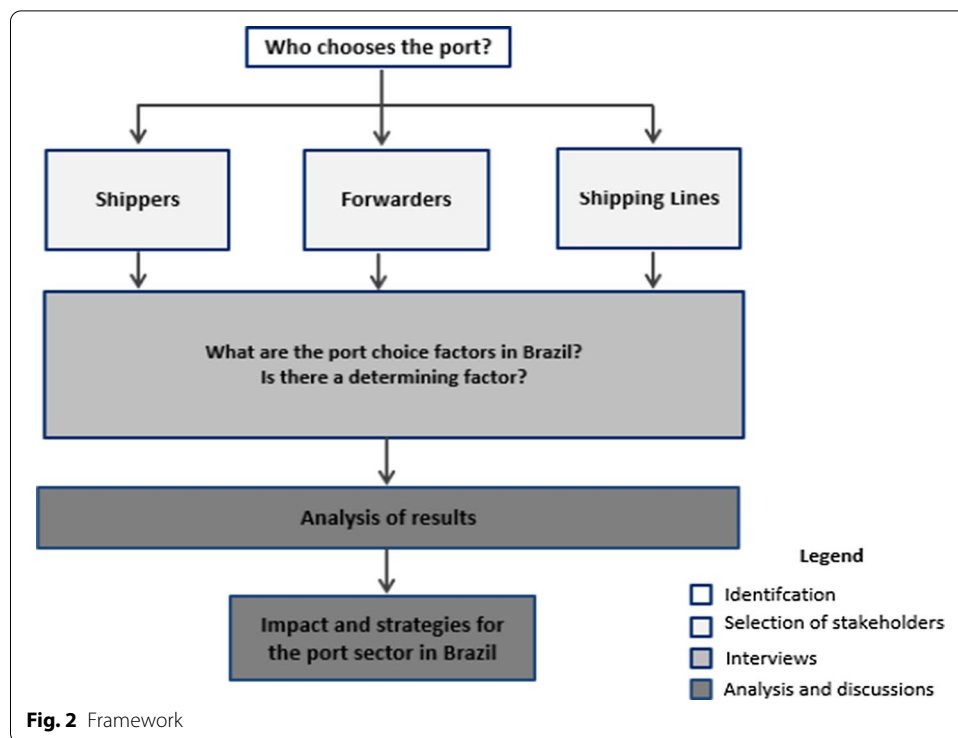 Who chooses the port?
Shippers
Forwarders
Shipping Lines
What are the port choice factors in Brazil?
Is there a determining factor?
Analysis of results
Impact and strategies for
the port sector in Brazil
Legend
Identifcation
Selection of stakeholders
Interviews
Analysis and discussions
Fig. 2 Framework